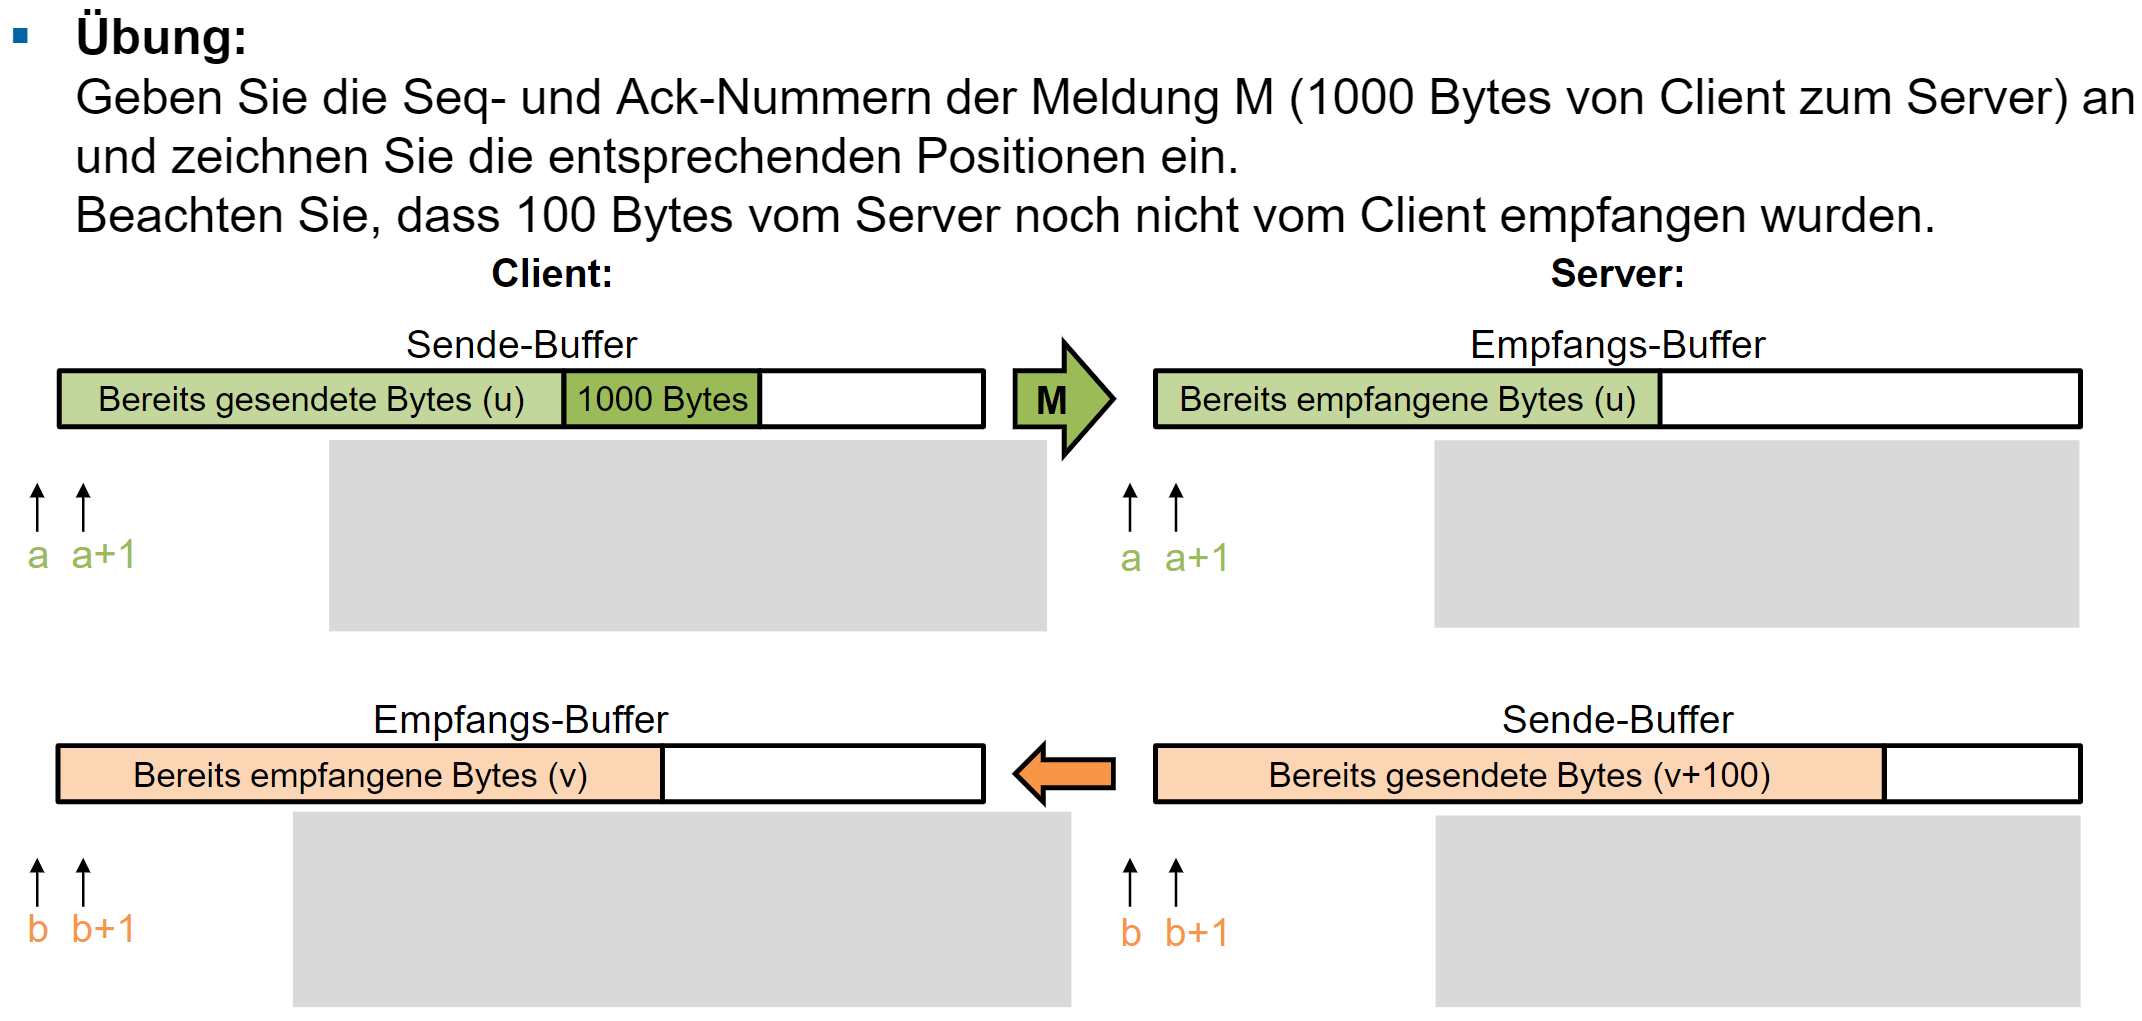 Übung:
Geben Sie die Seq- und Ack-Nummern der Meldung M (1000 Bytes von Client zum Server) an
und zeichnen Sie die entsprechenden Positionen ein.
Beachten Sie, dass 100 Bytes vom Server noch nicht vom Client empfangen wurden.
Client: Server:
Sende-Buffer Empfangs-Buffer
Bereits gesendete Bytes (u) 1000 Bytes M Bereits empfangene Bytes (u)
a a+1 a a+1
Empfangs-Buffer Sende-Buffer
Bereits empfangene Bytes (v) Bereits gesendete Bytes (v+100)
b b+1 b b+1